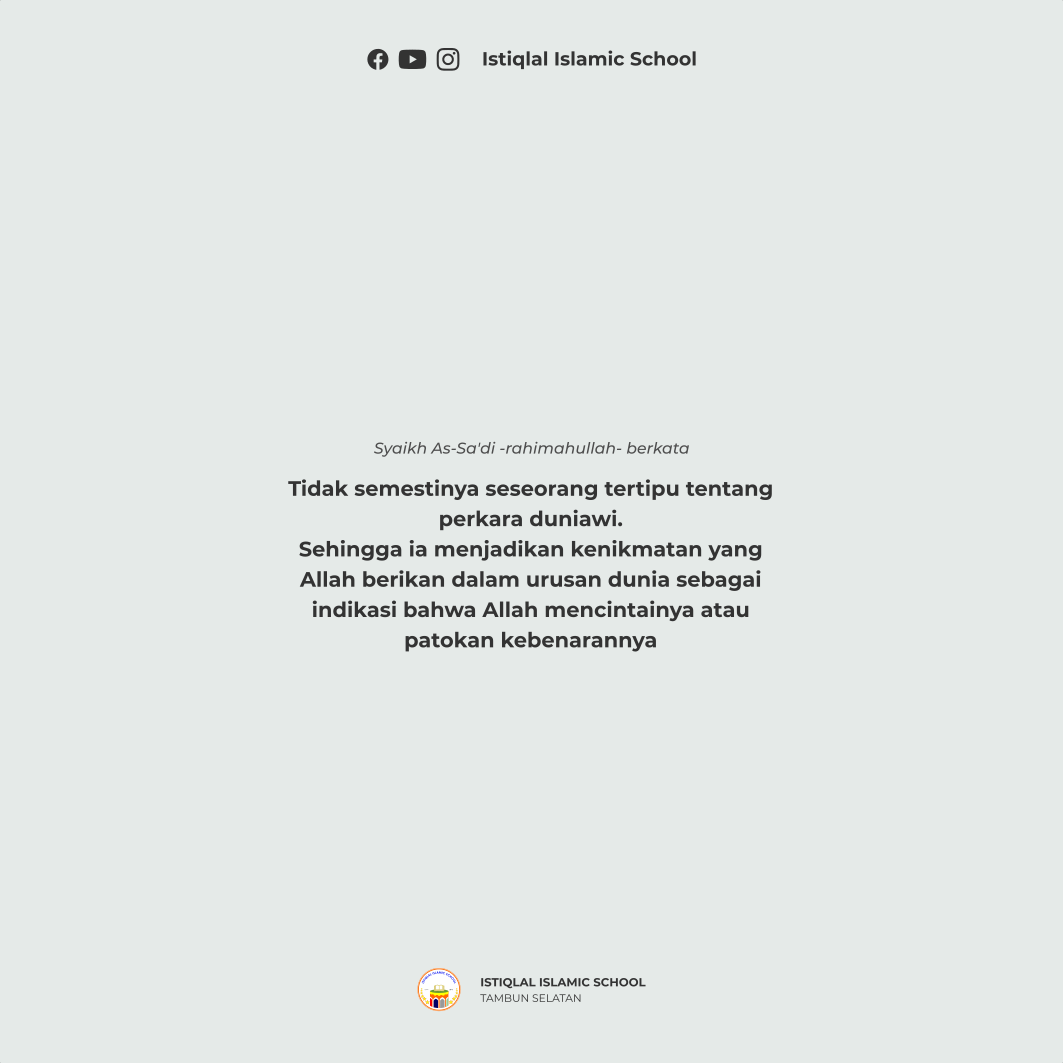 Istiqlal Islamic School
Syaikh As-Sa'di -rahimahullah- berkata
Tidak semestinya seseorang tertipu tentang
perkara duniawi.
Sehingga ia menjadikan kenikmatan yang
Allah berikan dalam urusan dunia sebagai
indikasi bahwa Allah mencintainya atau
patokan kebenarannya
ISTIQLAL ISLAMIC SCHOOL
TAMBUN SELATAN